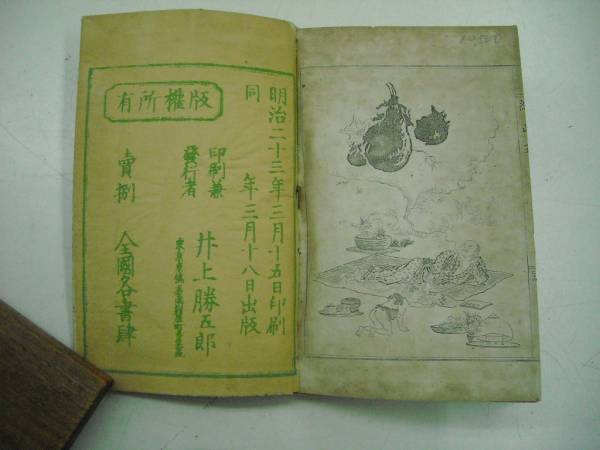 明治二十三年三月十五日印刷
同　年三月十八日出版
版權所有
印刷兼
發行者
井上勝五郎
賣捌
全國各書肆